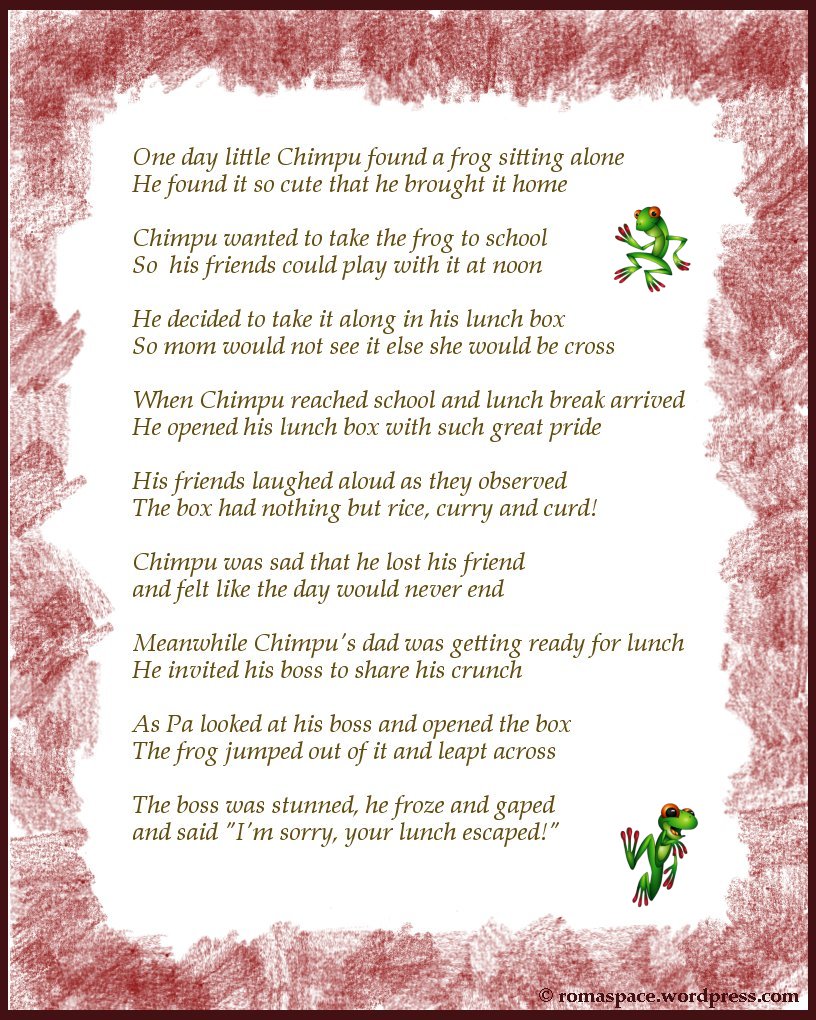 One day little Chimpu found a frog sitting alone
He found it so cute that he brought it home
Chimpu wanted to take the frog to school
So  his friends could play with it at noon
He decided to take it along in his lunch box
So mom would not see it else she would be cross
When Chimpu reached school and lunch break arrived
He opened his lunch box with such great pride
His friends laughed aloud as they observed
The box had nothing but rice, curry and curd!
Chimpu was sad that he lost his friend
and felt like the day would never end
Meanwhile Chimpu's dad was getting ready for lunch
He invited his boss to share his crunch
As Pa looked at his boss and opened the box
The frog jumped out of it and leapt across
The boss was stunned, he froze and gaped
and said "I'm sorry, your lunch escaped!"
© romaspace.wordpress.com